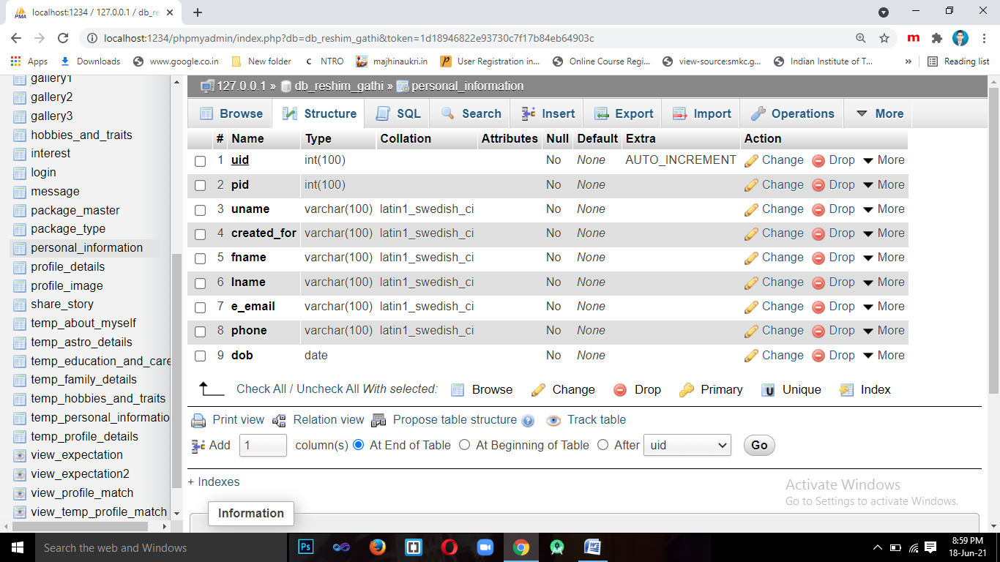 localhost:1234 / 127.0.0.1 / db_re
localhost:1234/phpmyadmin/index.php?db=db_reshim_gathi&token=1d18946822e93730c7f17b84eb64903c
Apps Downloads www.google.co.in New folder NTRO majhinaukri.in User Registration in... Online Course Regi... view-source:smkc.g... Indian Institute of T... » Reading list
gallery1
gallery2
gallery3
hobbies_and_traits
interest
login
message
package_master
package_type
personal_information
profile_details
profile_image
share_story
temp_about_myself
temp_astro_details
temp_education_and_care
temp_family_details
temp_hobbies_and_traits
temp_personal_informatio
temp_profile_details
view_expectation
view_expectation2
view_profile_match
view_temp_profile_match
127.0.0.1 » db_reshim_gathi » personal_information
Browse Structure SQL Search Insert Export Import Operations More
# Name Type Collation Attributes Null Default Extra Action
1 uid int(100) No None AUTO_INCREMENT Change Drop More
2 pid int(100) No None Change Drop More
3 uname varchar(100) latin1_swedish_ci No None Change Drop More
4 created_for varchar(100) latin1_swedish_ci No None Change Drop More
5 fname varchar(100) latin1_swedish_ci No None Change Drop More
6 lname varchar(100) latin1_swedish_ci No None Change Drop More
7 e_email varchar(100) latin1_swedish_ci No None Change Drop More
8 phone varchar(100) latin1_swedish_ci No None Change Drop More
9 dob date No None Change Drop More
Check All / Uncheck All With selected: Browse Change Drop Primary Unique Index
Print view Relation view Propose table structure Track table
Add 1 column(s) At End of Table At Beginning of Table After uid Go
+ Indexes
Information
Activate Windows
Go to Settings to activate Windows.
Search the web and Windows
8:59 PM
18-Jun-21